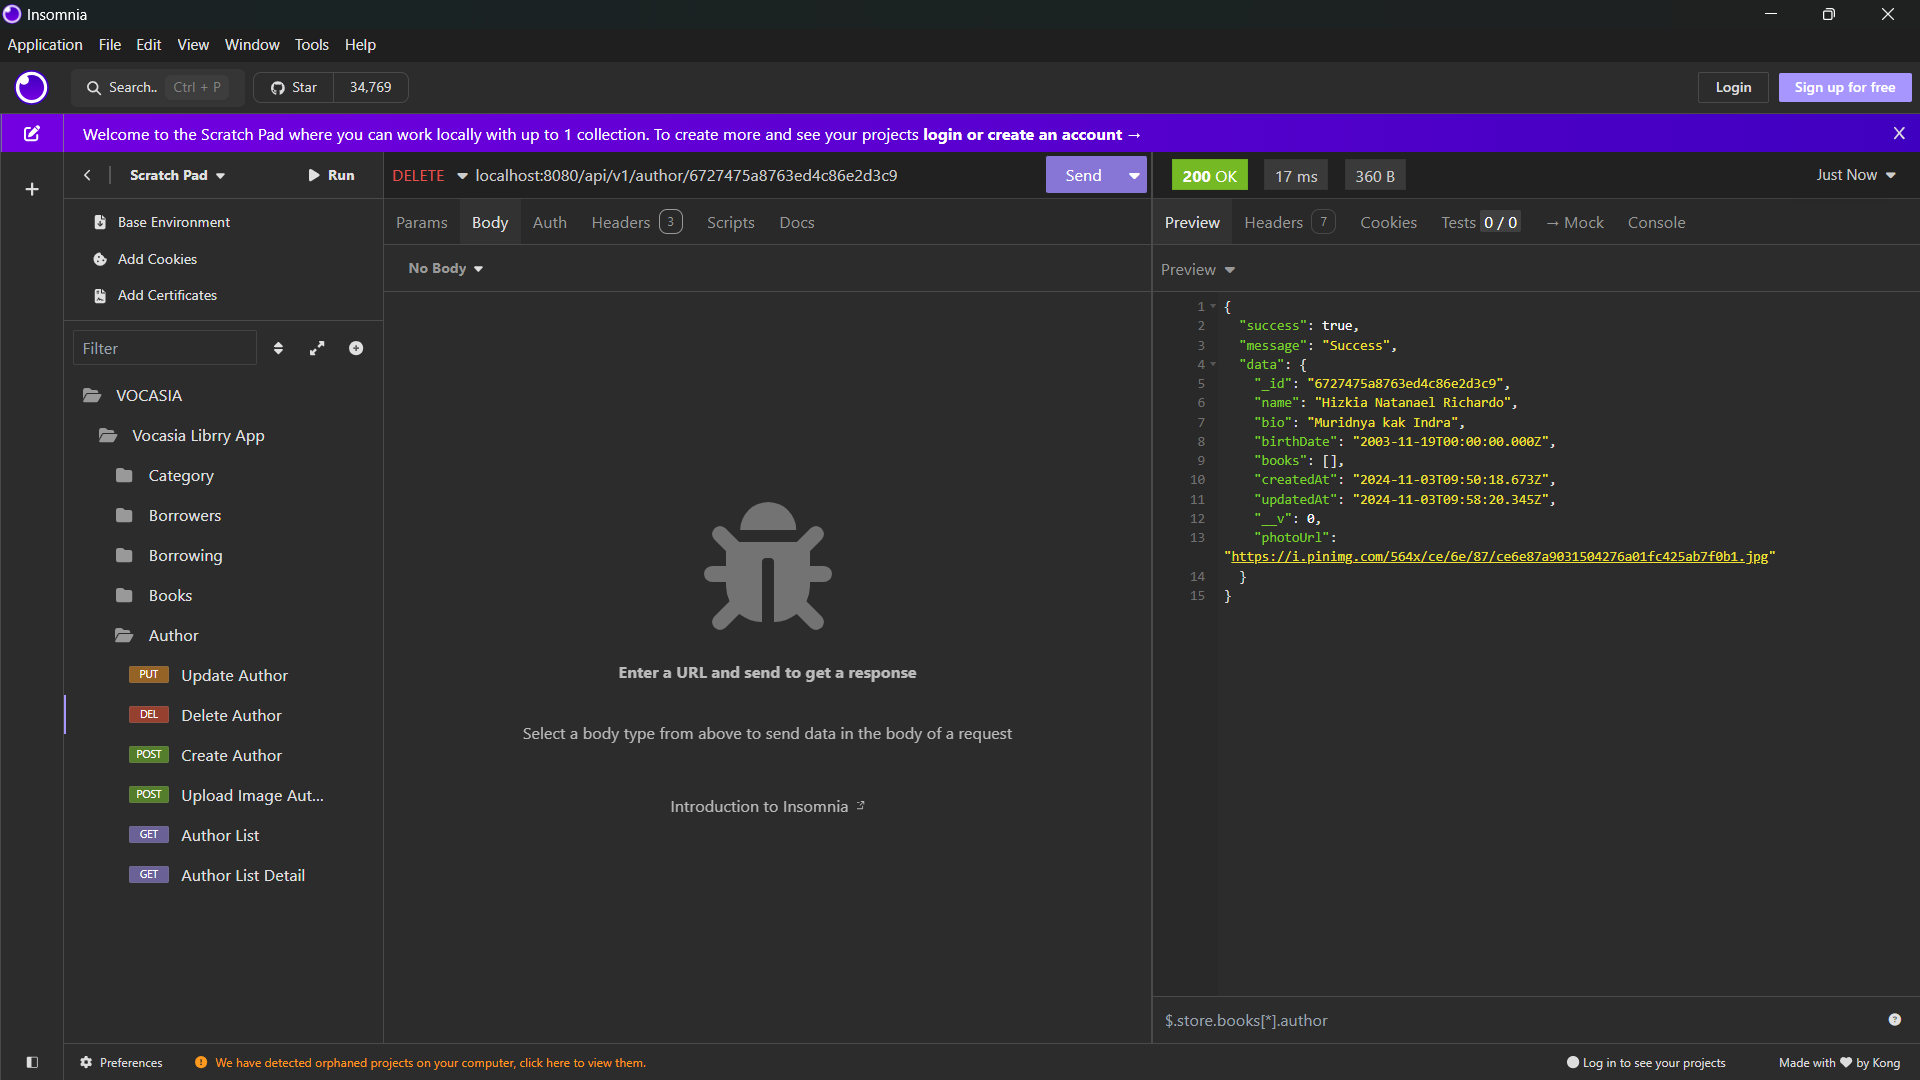 Insomnia
Application File Edit View Window Tools Help
Search.. Ctrl + P Star 34,769 Login Sign up for free
Welcome to the Scratch Pad where you can work locally with up to 1 collection. To create more and see your projects login or create an account → X
Scratch Pad Run
DELETE localhost:8080/api/v1/author/6727475a8763ed4c86e2d3c9 Send
200 OK 17 ms 360 B Just Now
Base Environment
Add Cookies
Add Certificates
Filter
VOCASIA
Vocasia Librry App
Category
Borrowers
Borrowing
Books
Author
PUT Update Author
DEL Delete Author
POST Create Author
POST Upload Image Aut...
GET Author List
GET Author List Detail
Params Body Auth Headers 3 Scripts Docs
No Body
Enter a URL and send to get a response
Select a body type from above to send data in the body of a request
Introduction to Insomnia
Preview Headers 7 Cookies Tests 0 / 0 → Mock Console
Preview
1 {
2 "success": true,
3 "message": "Success",
4 "data": {
5 "_id": "6727475a8763ed4c86e2d3c9",
6 "name": "Hizkia Natanael Richardo",
7 "bio": "Muridnya kak Indra",
8 "birthDate": "2003-11-19T00:00:00.000Z",
9 "books": [],
10 "createdAt": "2024-11-03T09:50:18.673Z",
11 "updatedAt": "2024-11-03T09:58:20.345Z",
12 "__v": 0,
13 "photoUrl":
"https://i.pinimg.com/564x/ce/6e/87/ce6e87a9031504276a01fc425ab7f0b1.jpg"
14 }
15 }
$.store.books[*].author
Preferences We have detected orphaned projects on your computer, click here to view them. Log in to see your projects Made with ♥ by Kong